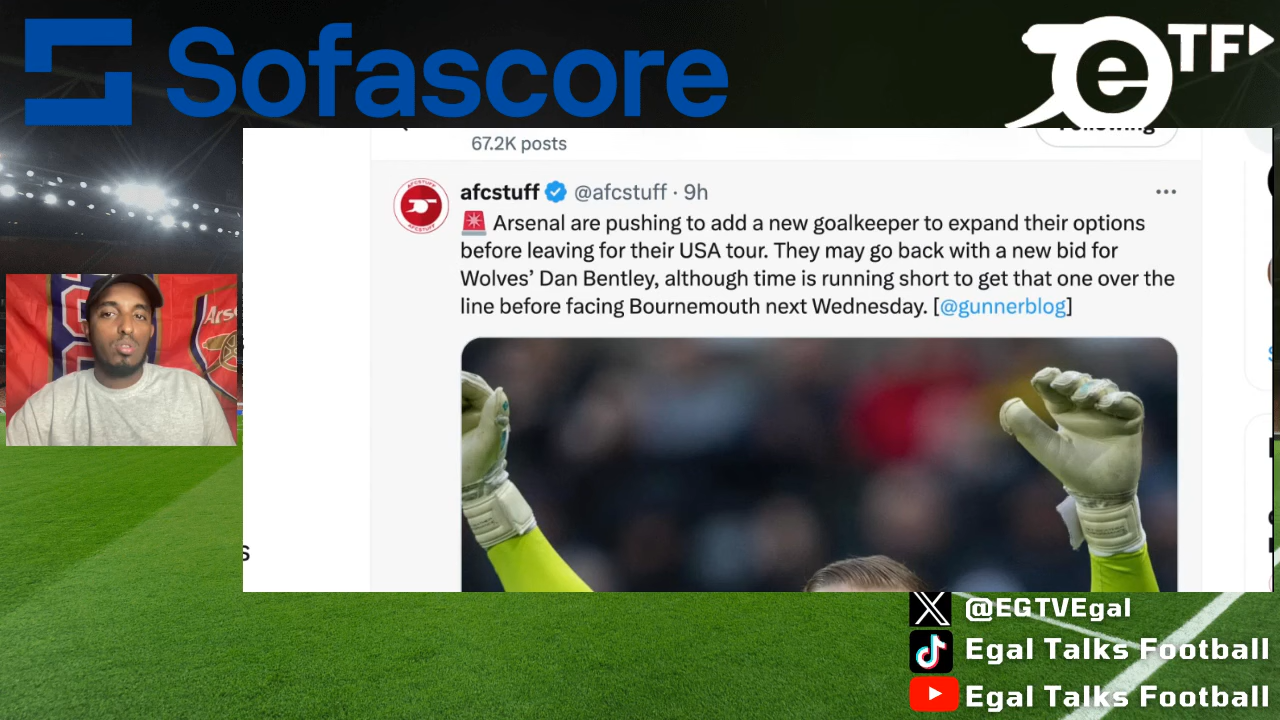 Sofascore
eTF
Following
67.2K posts
afcstuff @afcstuff · 9h
🚨 Arsenal are pushing to add a new goalkeeper to expand their options
before leaving for their USA tour. They may go back with a new bid for
Wolves’ Dan Bentley, although time is running short to get that one over the
line before facing Bournemouth next Wednesday. [@gunnerblog]
Arse
s
@EGTVEgal
Egal Talks Football
Egal Talks Football